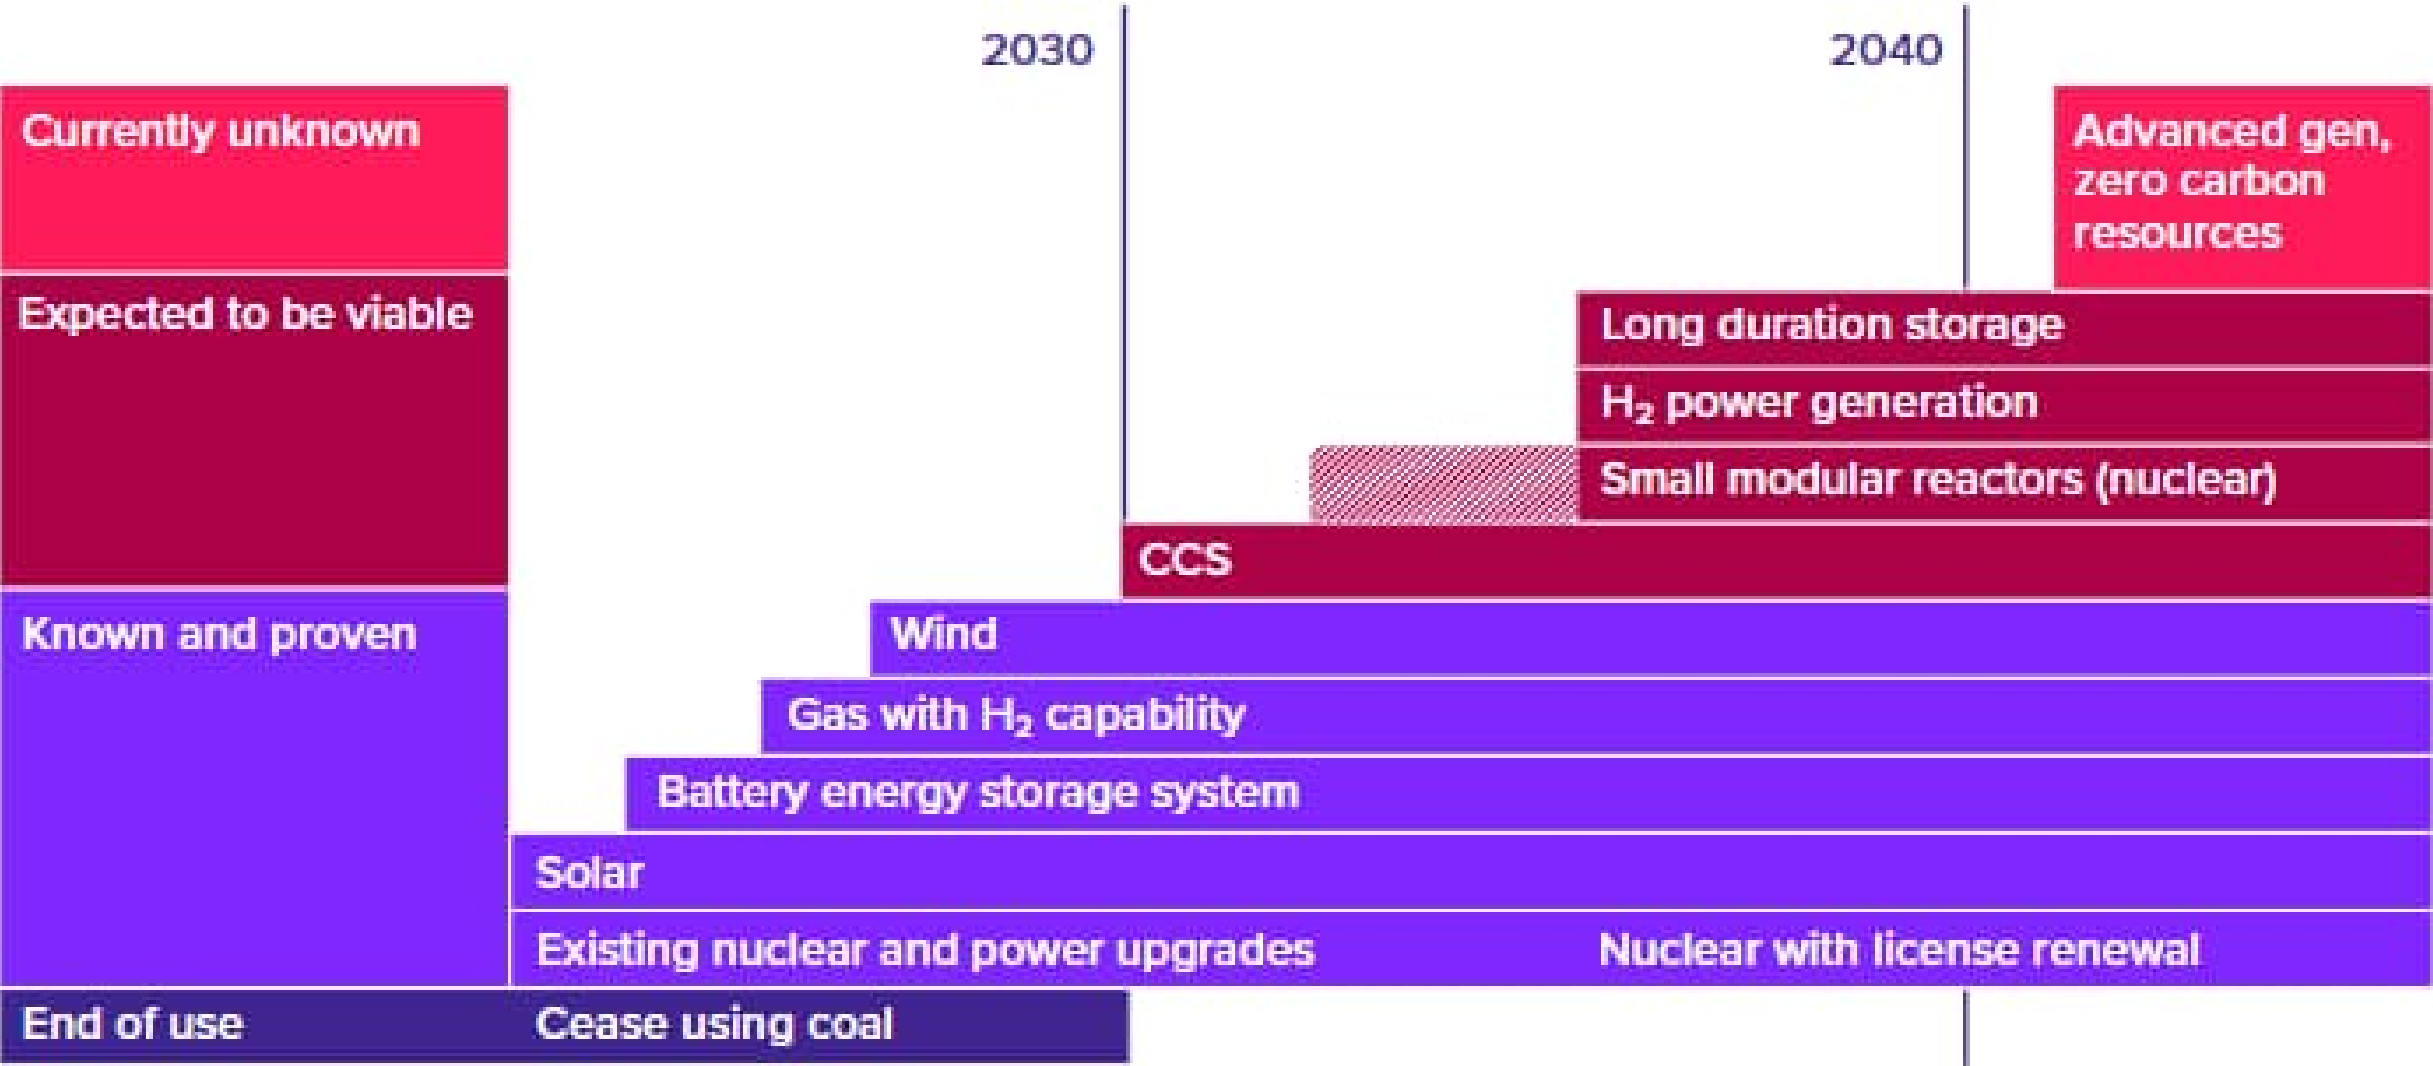 2030
2040
Currently unknown
Advanced gen,
zero carbon
resources
Expected to be viable
Long duration storage
H₂ power generation
Small modular reactors (nuclear)
CCS
Known and proven
Wind
Gas with H₂ capability
Battery energy storage system
Solar
Existing nuclear and power upgrades
Nuclear with license renewal
End of use
Cease using coal